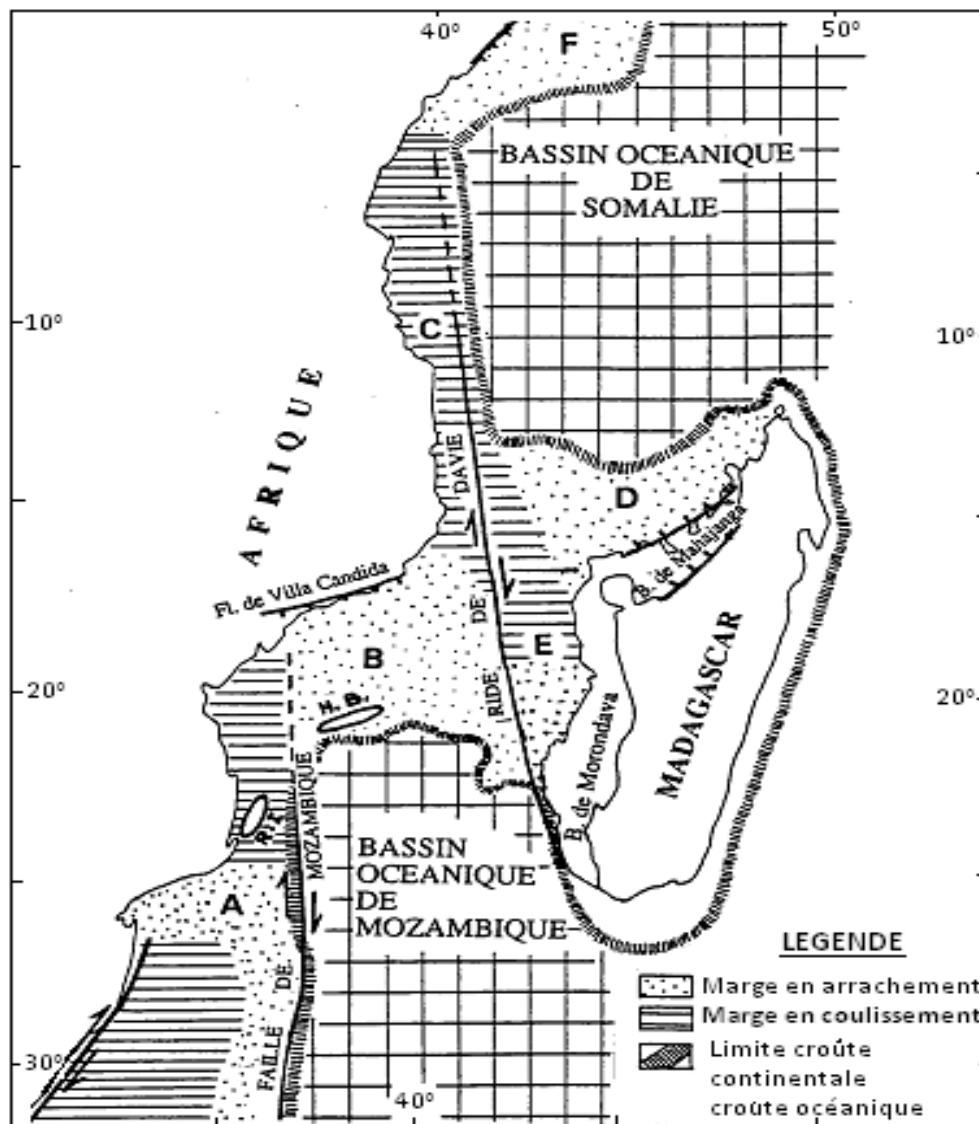 40°
50°
F
BASSIN OCEANIQUE
DE
SOMALIE
10°
C
10°
AFRIQUE
RIDE DE DAVIE
D
B. de Mahajanga
Fl. de Villa Candida
B
E
H. B.
20°
20°
MADAGASCAR
B. de Morondava
FAILLE DE MOZAMBIQUE
BASSIN
OCEANIQUE
DE
MOZAMBIQUE
A
LEGENDE
Marge en arrachement
Marge en coulissement
Limite croûte
continentale
croûte océanique
30°
40°